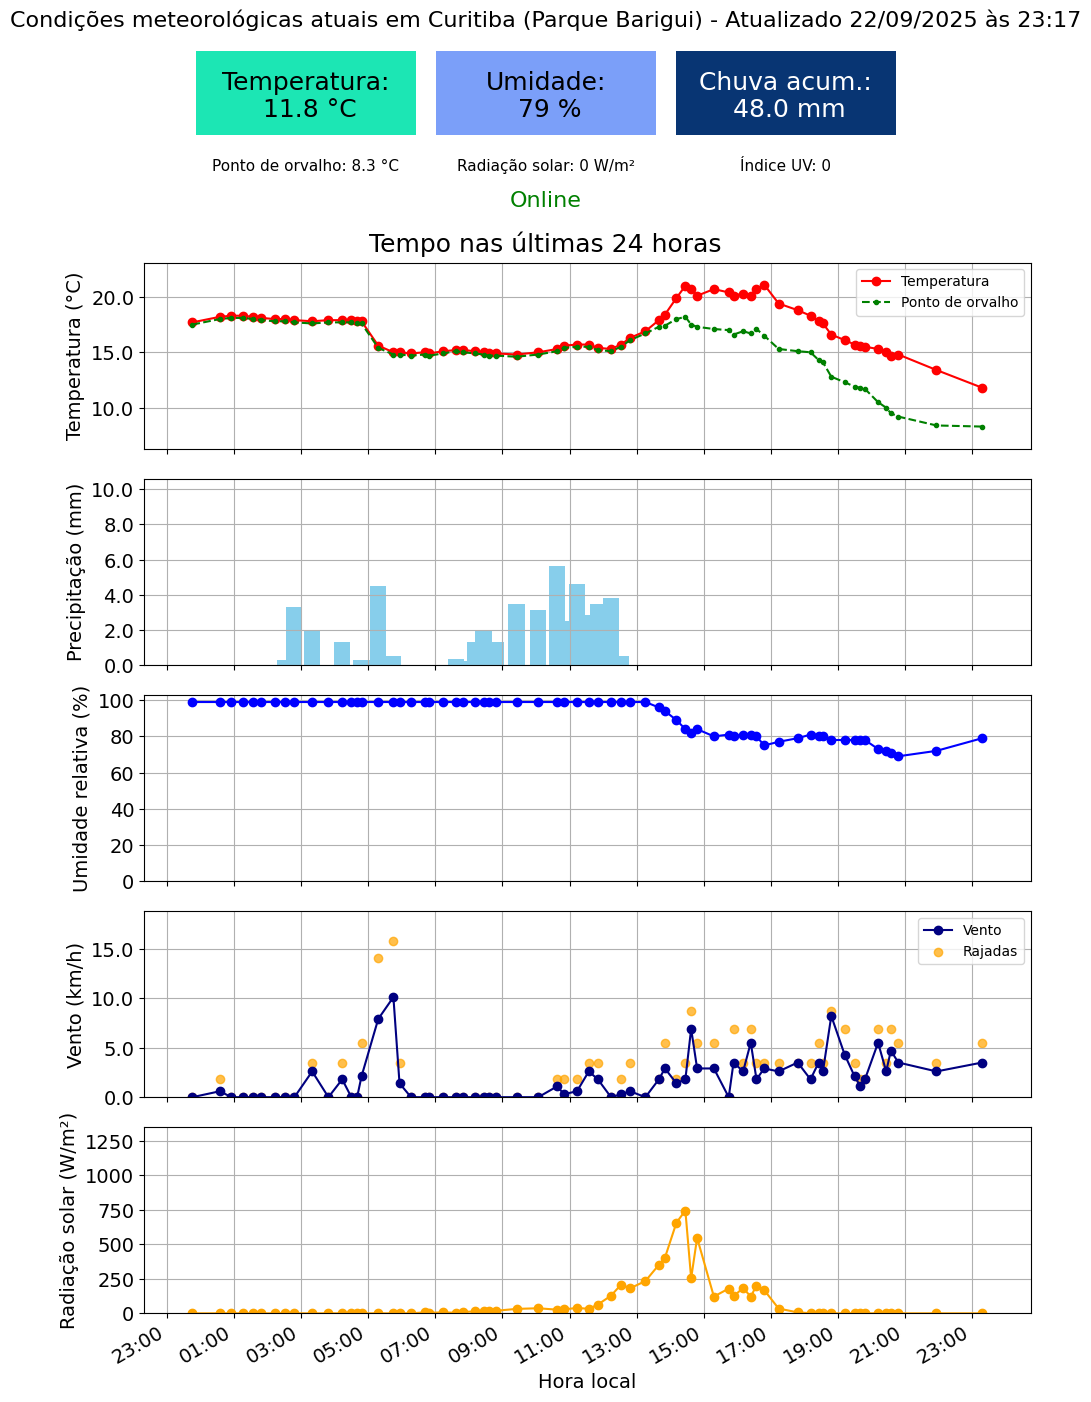 Condições meteorológicas atuais em Curitiba (Parque Barigui) - Atualizado 22/09/2025 às 23:17
Temperatura:
11.8 °C
Umidade:
79 %
Chuva acum.:
48.0 mm
Ponto de orvalho: 8.3 °C
Radiação solar: 0 W/m²
Índice UV: 0
Online
Tempo nas últimas 24 horas
Temperatura (°C)
20.0
15.0
10.0
Temperatura
Ponto de orvalho
Precipitação (mm)
10.0
8.0
6.0
4.0
2.0
0.0
Umidade relativa (%)
100
80
60
40
20
0
Vento (km/h)
15.0
10.0
5.0
0.0
Vento
Rajadas
Radiação solar (W/m²)
1250
1000
750
500
250
0
23:00
01:00
03:00
05:00
07:00
09:00
11:00
13:00
15:00
17:00
19:00
21:00
23:00
Hora local